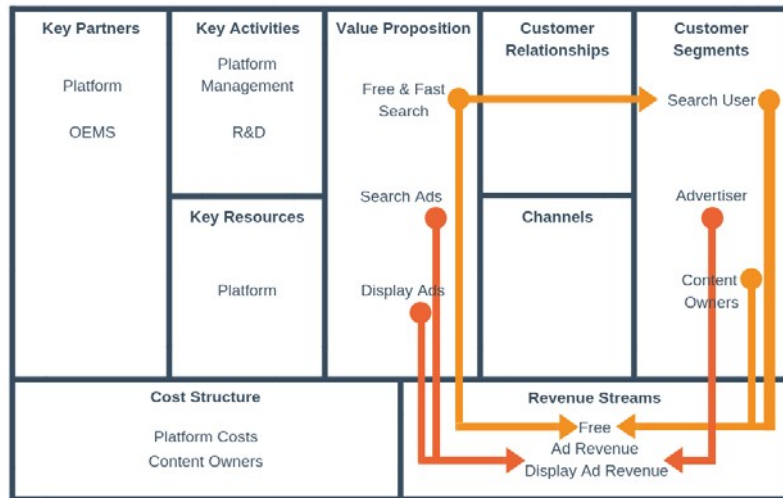 Key Partners
Platform
OEMS
Key Activities
Platform
Management
R&D
Key Resources
Platform
Value Proposition
Free & Fast
Search
Search Ads
Display Ads
Customer
Relationships
Channels
Customer
Segments
Search User
Advertiser
Content
Owners
Cost Structure
Platform Costs
Content Owners
Revenue Streams
Free
Ad Revenue
Display Ad Revenue